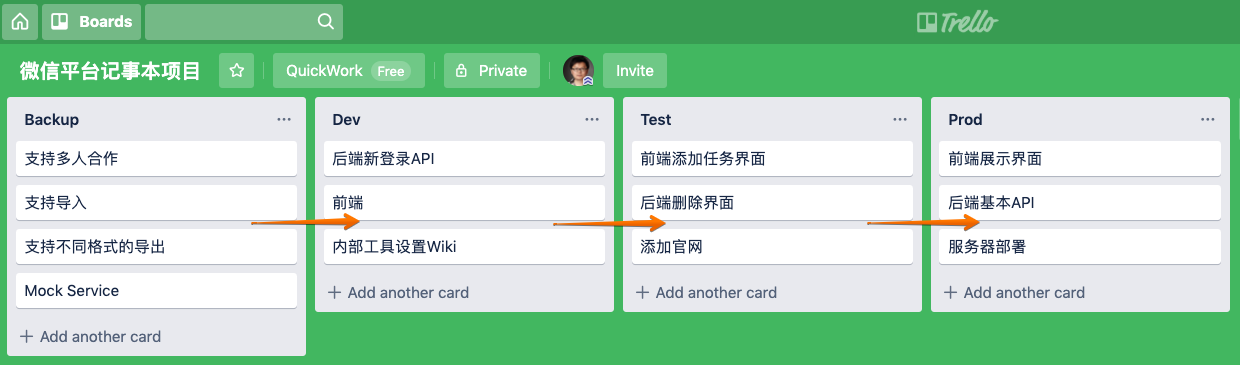 Boards
Trello
微信平台记事本项目
QuickWork Free
Private
Invite
Backup
支持多人合作
支持导入
支持不同格式的导出
Mock Service
Add another card
Dev
后端新登录API
前端
内部工具设置Wiki
Add another card
Test
前端添加任务界面
后端删除界面
添加官网
Add another card
Prod
前端展示界面
后端基本API
服务器部署
Add another card